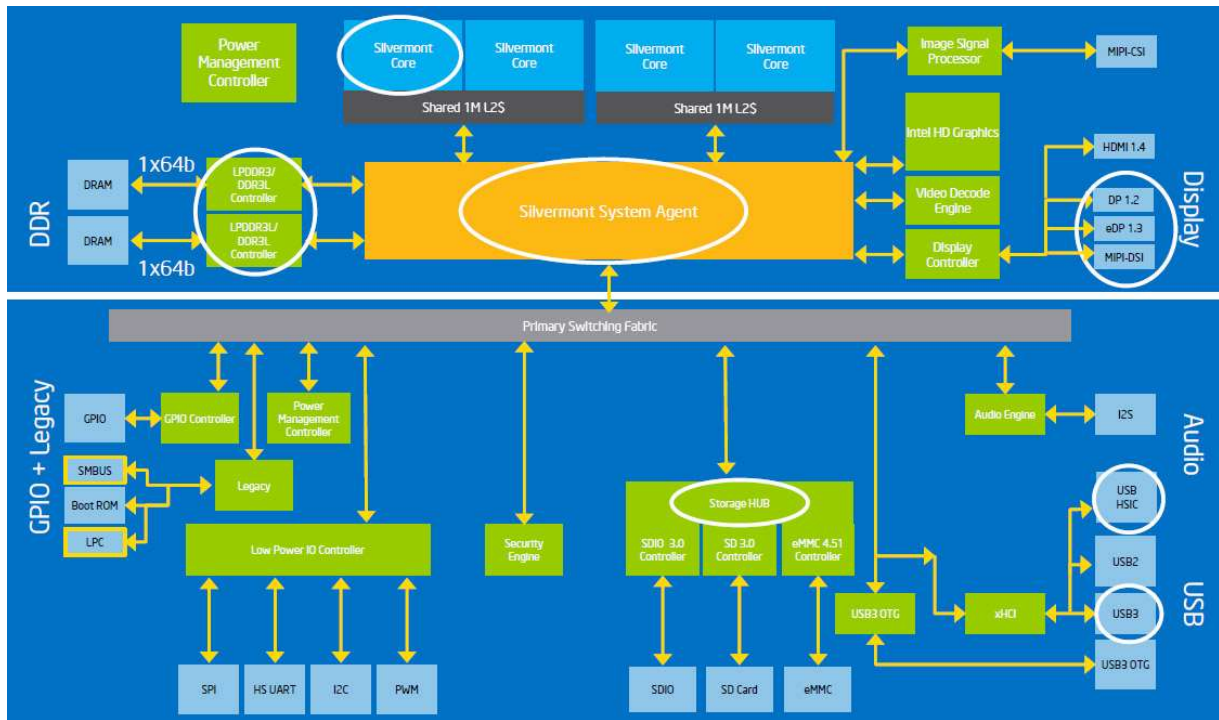 Power
Management
Controller
Silvermont
Core
Silvermont
Core
Shared 1M L2$
Silvermont
Core
Silvermont
Core
Shared 1M L2$
Image Signal
Processor
MIPI-CSI
Intel HD Graphics
HDMI 1.4
DDR
DRAM
1x64b
LPDDR3/
DDR3L
Controller
DRAM
1x64b
LPDDR3L/
DDR3L
Controller
Silvermont System Agent
Video Decode
Engine
Display
Controller
DP 1.2
eDP 1.3
MIPI-DSI
Display
Primary Switching Fabric
GPIO + Legacy
GPIO
GPIO Controller
Power
Management
Controller
SMBUS
Boot ROM
LPC
Legacy
Low Power IO Controller
SPI
HS UART
I2C
PWM
Security
Engine
Storage HUB
SDIO 3.0
Controller
SD 3.0
Controller
eMMC 4.51
Controller
SDIO
SD Card
eMMC
Audio Engine
I2S
Audio
USB3 OTG
xHCI
USB
HSIC
USB2
USB3
USB3 OTG
USB